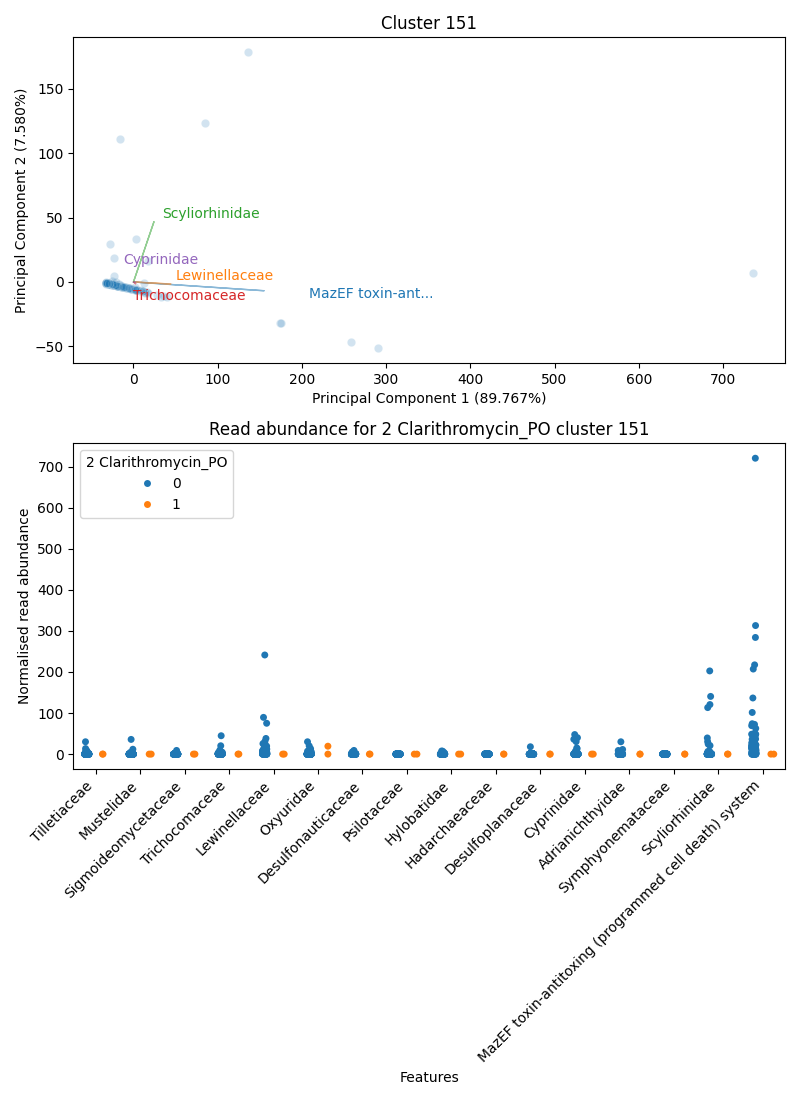 Cluster 151
Principal Component 2 (7.580%)
150
100
50
0
−50
Scyliorhinidae
Cyprinidae
Lewinellaceae
MazEF toxin-ant...
Trichocomaceae
0
100
200
300
400
500
600
700
Principal Component 1 (89.767%)
Read abundance for 2 Clarithromycin_PO cluster 151
Normalised read abundance
700
600
500
400
300
200
100
0
2 Clarithromycin_PO
0
1
Tilletiaceae
Mustelidae
Sigmoideomycetaceae
Trichocomaceae
Lewinellaceae
Oxyuridae
Desulfonauticaceae
Psilotaceae
Hylobatidae
Hadarchaeaceae
Desulfoplanaceae
Cyprinidae
Adrianichthyidae
Symphyonemataceae
Scyliorhinidae
MazEF toxin-antitoxing (programmed cell death) system
Features